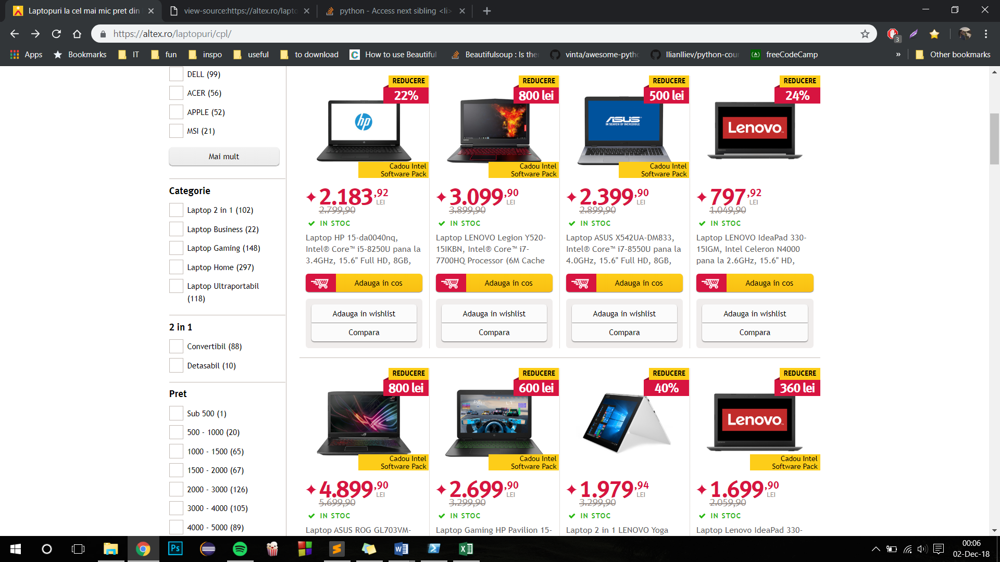 Laptopuri la cel mai mic pret din
view-source:https://altex.ro/lapto
python - Access next sibling <li>
https://altex.ro/laptopuri/cpl/
3
Apps
Bookmarks
IT
fun
inspo
useful
to download
How to use Beautiful
Beautifulsoup : Is the
vinta/awesome-pyth
Ilianlliev/python-cour
freeCodeCamp
»
Other bookmarks
DELL (99)
ACER (56)
APPLE (52)
MSI (21)
Mai mult
Categorie
Laptop 2 in 1 (102)
Laptop Business (22)
Laptop Gaming (148)
Laptop Home (297)
Laptop Ultraportabil
(118)
2 in 1
Convertibil (88)
Detasabil (10)
Pret
Sub 500 (1)
500 - 1000 (20)
1000 - 1500 (65)
1500 - 2000 (67)
2000 - 3000 (126)
3000 - 4000 (105)
4000 - 5000 (89)
REDUCERE
22%
hp
Cadou Intel
Software Pack
2.183,92
LEI
2.799,90
IN STOC
Laptop HP 15-da0040nq,
Intel® Core™ i5-8250U pana la
3.4GHz, 15.6" Full HD, 8GB,
Adauga in cos
Adauga in wishlist
Compara
REDUCERE
800 lei
Cadou Intel
Software Pack
3.099,90
LEI
3.899,90
IN STOC
Laptop LENOVO Legion Y520-
15IKBN, Intel® Core™ i7-
7700HQ Processor (6M Cache
Adauga in cos
Adauga in wishlist
Compara
REDUCERE
500 lei
ASUS
IN SEARCH OF INCREDIBLE
Cadou Intel
Software Pack
2.399,90
LEI
2.899,90
IN STOC
Laptop ASUS X542UA-DM833,
Intel® Core™ i7-8550U pana la
4.0GHz, 15.6" Full HD, 8GB,
Adauga in cos
Adauga in wishlist
Compara
REDUCERE
24%
Lenovo
797,92
LEI
1.049,90
IN STOC
Laptop LENOVO IdeaPad 330-
15IGM, Intel Celeron N4000
pana la 2.6GHz, 15.6" HD,
Adauga in cos
Adauga in wishlist
Compara
REDUCERE
800 lei
Cadou Intel
Software Pack
4.899,90
LEI
5.699,90
IN STOC
Laptop ASUS ROG GL703VM-
REDUCERE
600 lei
Cadou Intel
Software Pack
2.699,90
LEI
3.299,90
IN STOC
Laptop Gaming HP Pavilion 15-
REDUCERE
40%
1.979,94
LEI
3.299,90
IN STOC
Laptop 2 in 1 LENOVO Yoga
REDUCERE
360 lei
Lenovo
Cadou Intel
Software Pack
1.699,90
LEI
2.059,90
IN STOC
Laptop Lenovo IdeaPad 330-
Ps
00:06
02-Dec-18